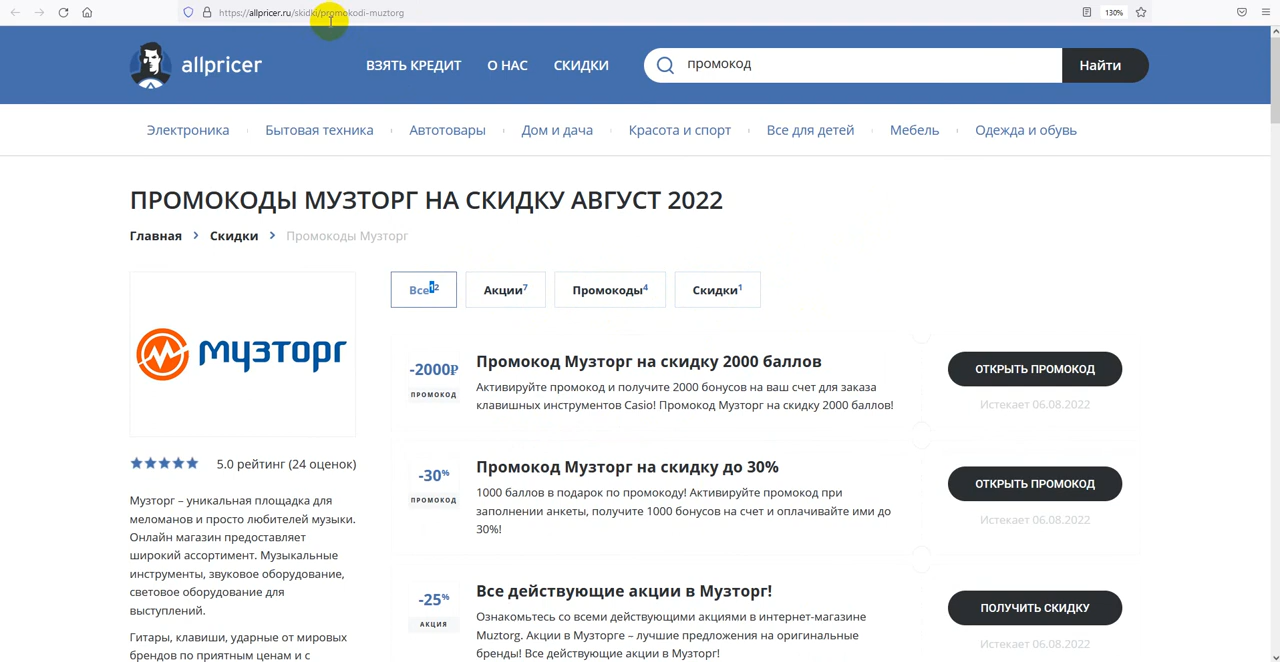 https://allpricer.ru/skidki/promokodi-muztorg
130%
allpricer
ВЗЯТЬ КРЕДИТ О НАС СКИДКИ
промокод
Найти
Электроника Бытовая техника Автотовары Дом и дача Красота и спорт Все для детей Мебель Одежда и обувь
ПРОМОКОДЫ МУЗТОРГ НА СКИДКУ АВГУСТ 2022
Главная > Скидки > Промокоды Музторг
Все12 Акции7 Промокоды4 Скидки1
музторг
5.0 рейтинг (24 оценок)
Музторг – уникальная площадка для
меломанов и просто любителей музыки.
Онлайн магазин предоставляет
широкий ассортимент. Музыкальные
инструменты, звуковое оборудование,
световое оборудование для
выступлений.
Гитары, клавиши, ударные от мировых
брендов по приятным ценам и с
-2000₽
ПРОМОКОД
Промокод Музторг на скидку 2000 баллов
Активируйте промокод и получите 2000 бонусов на ваш счет для заказа
клавишных инструментов Casio! Промокод Музторг на скидку 2000 баллов!
ОТКРЫТЬ ПРОМОКОД
Истекает 06.08.2022
-30%
ПРОМОКОД
Промокод Музторг на скидку до 30%
1000 баллов в подарок по промокоду! Активируйте промокод при
заполнении анкеты, получите 1000 бонусов на счет и оплачивайте ими до
30%!
ОТКРЫТЬ ПРОМОКОД
Истекает 06.08.2022
-25%
АКЦИЯ
Все действующие акции в Музторг!
Ознакомьтесь со всеми действующими акциями в интернет-магазине
Muztorg. Акции в Музторге – лучшие предложения на оригинальные
бренды! Все действующие акции в Музторг!
ПОЛУЧИТЬ СКИДКУ
Истекает 06.08.2022